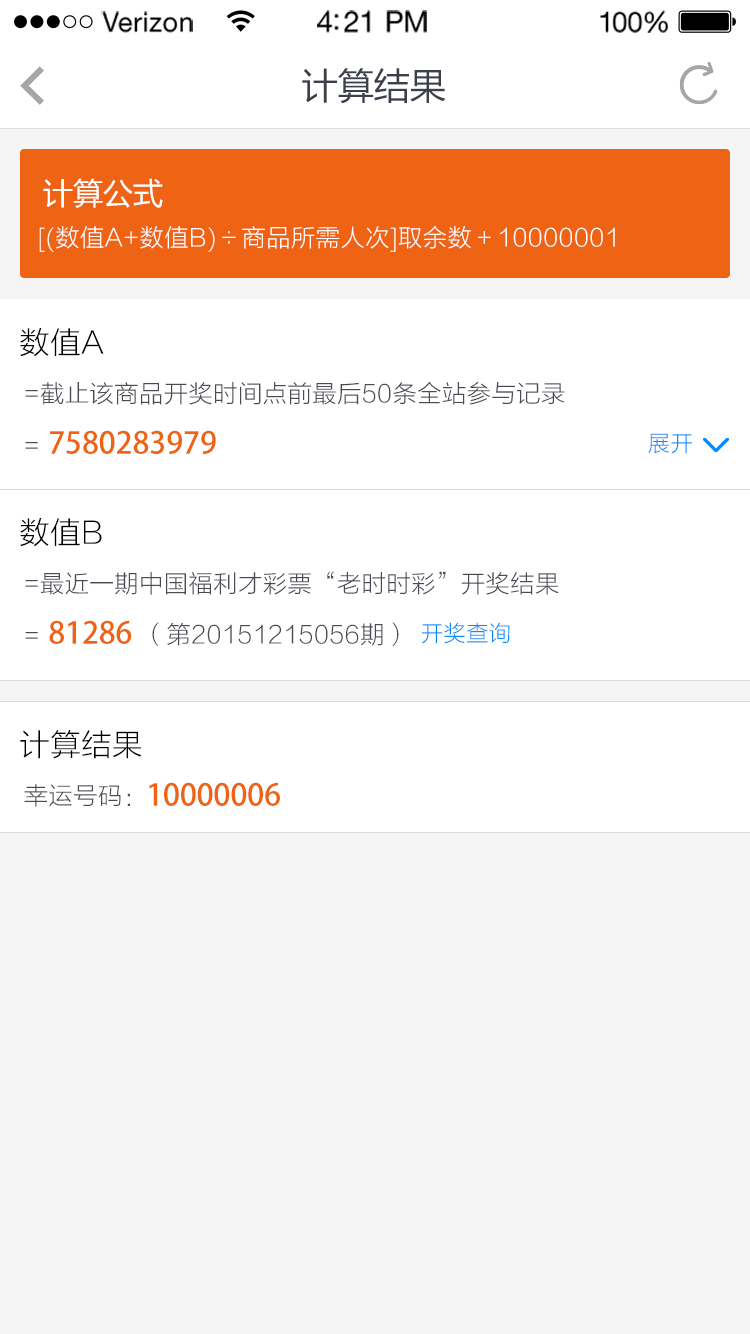 Verizon 4:21 PM 100%
计算结果
计算公式
[(数值A+数值B)÷商品所需人次]取余数+10000001
数值A
=截止该商品开奖时间点前最后50条全站参与记录
= 7580283979 展开
数值B
=最近一期中国福利才彩票“老时时彩”开奖结果
= 81286 (第20151215056期) 开奖查询
计算结果
幸运号码: 10000006